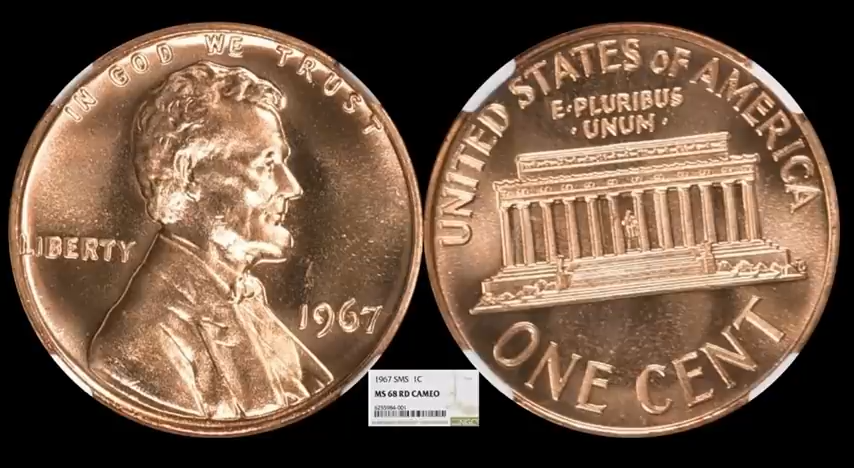 IN GOD WE TRUST
LIBERTY
1967
UNITED STATES OF AMERICA
E·PLURIBUS
·UNUM·
ONE CENT
1967 SMS 1C
MS 68 RD CAMEO
NGC